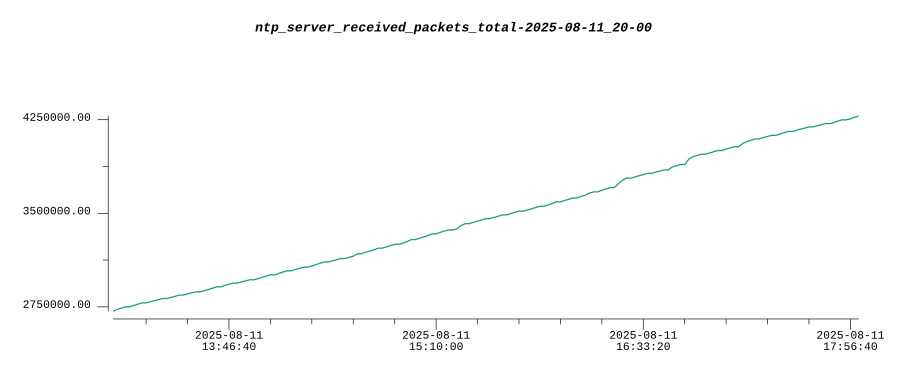 ntp_server_received_packets_total-2025-08-11_20-00
4250000.00
3500000.00
2750000.00
2025-08-11 2025-08-11 2025-08-11 2025-08-11
13:46:40 15:10:00 16:33:20 17:56:40